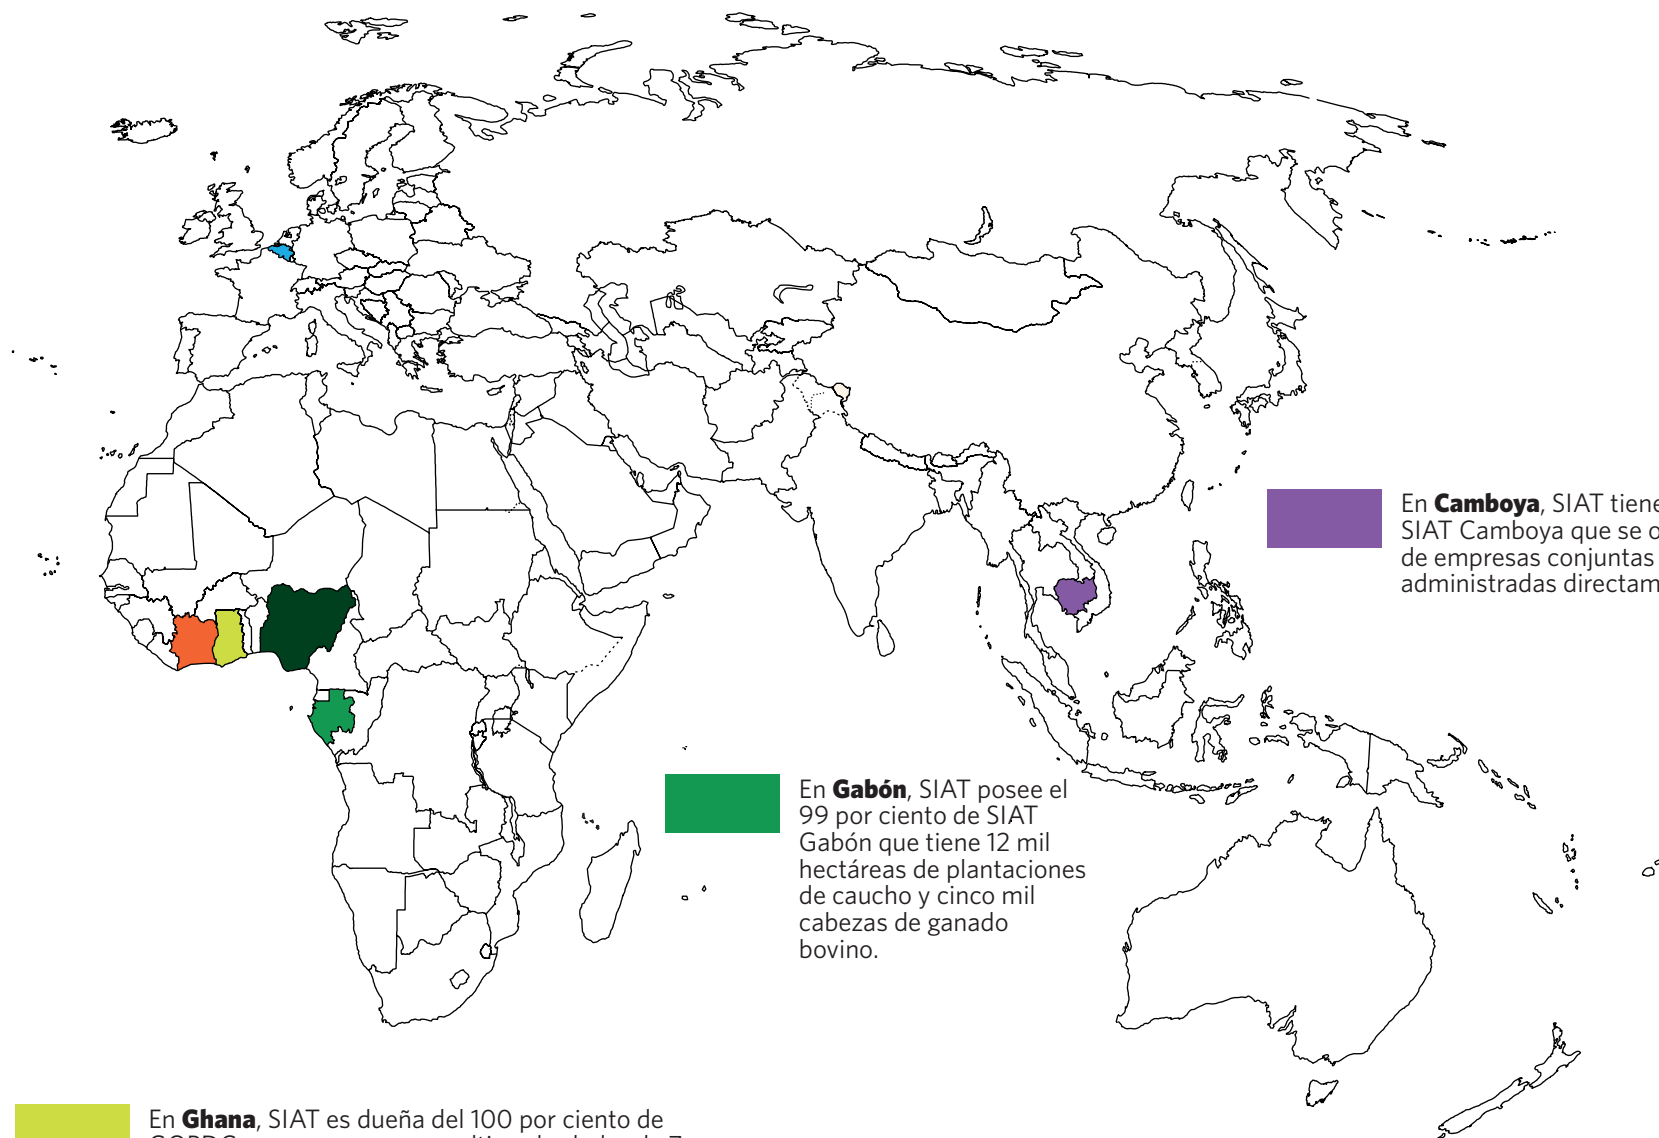 En Camboya, SIAT tiene
SIAT Camboya que se
de empresas conjuntas
administradas
En Gabón, SIAT posee el
99 por ciento de SIAT
Gabón que tiene 12 mil
hectáreas de plantaciones
de caucho y cinco mil
cabezas de ganado
bovino.
En Ghana, SIAT es dueña del 100 por ciento de